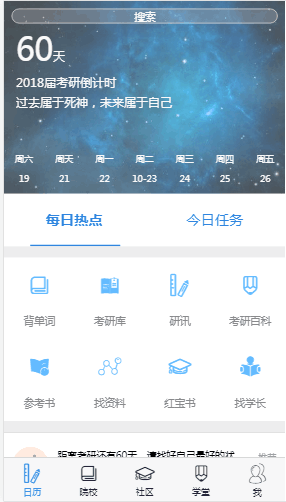 搜索
60天
2018届考研倒计时
过去属于死神，未来属于自己
周六 周天 周一 周二 周三 周四 周五
19 21 22 10-23 24 25 26
每日热点 今日任务
背单词 考研库 研讯 考研百科
参考书 找资料 红宝书 找学长
距离考研还有60天，请找好自己最好的状 推荐
日历 院校 社区 学堂 我